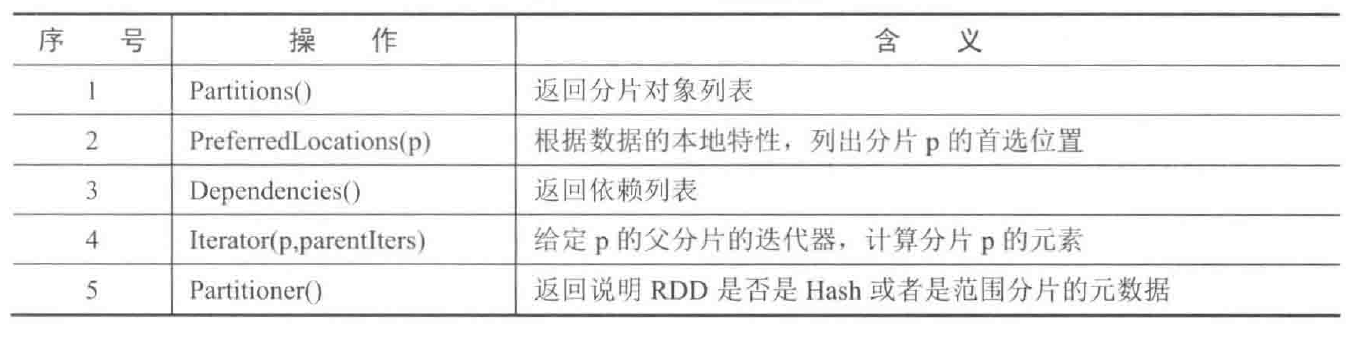 序 号 操 作 含 义
1 Partitions() 返回分片对象列表
2 PreferredLocations(p) 根据数据的本地特性，列出分片 p 的首选位置
3 Dependencies() 返回依赖列表
4 Iterator(p,parentIters) 给定 p 的父分片的迭代器，计算分片 p 的元素
5 Partitioner() 返回说明 RDD 是否是 Hash 或者是范围分片的元数据